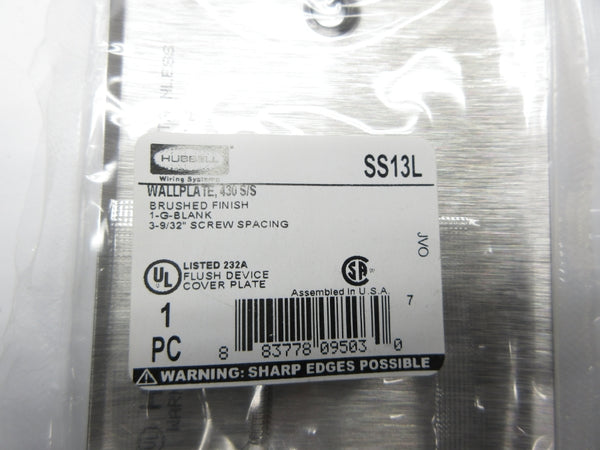 HUBBELL
Wiring Systems
SS13L
WALLPLATE, 430 S/S
BRUSHED FINISH
1-G-BLANK
3-9/32" SCREW SPACING
JVO
UL
LISTED 232A
FLUSH DEVICE
COVER PLATE
SA
Assembled in U.S.A.
7
1
PC
8 83778 09503 0
WARNING: SHARP EDGES POSSIBLE